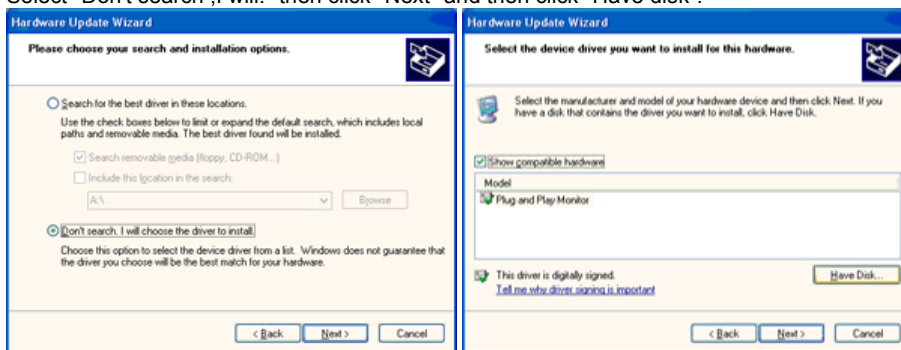 Select "Don't search ,I will." then click "Next" and then click "Have disk".
Hardware Update Wizard
Please choose your search and installation options.
Search for the best driver in these locations.
Use the check boxes below to limit or expand the default search, which includes local
paths and removable media. The best driver found will be installed.
Search removable media (floppy, CD-ROM...)
Include this location in the search:
A:\
Browse
Don't search. I will choose the driver to install.
Choose this option to select the device driver from a list. Windows does not guarantee that
the driver you choose will be the best match for your hardware.
< Back
Next >
Cancel
Hardware Update Wizard
Select the device driver you want to install for this hardware.
Select the manufacturer and model of your hardware device and then click Next. If you
have a disk that contains the driver you want to install, click Have Disk.
Show compatible hardware
Model
Plug and Play Monitor
This driver is digitally signed.
Tell me why driver signing is important
Have Disk...
< Back
Next >
Cancel